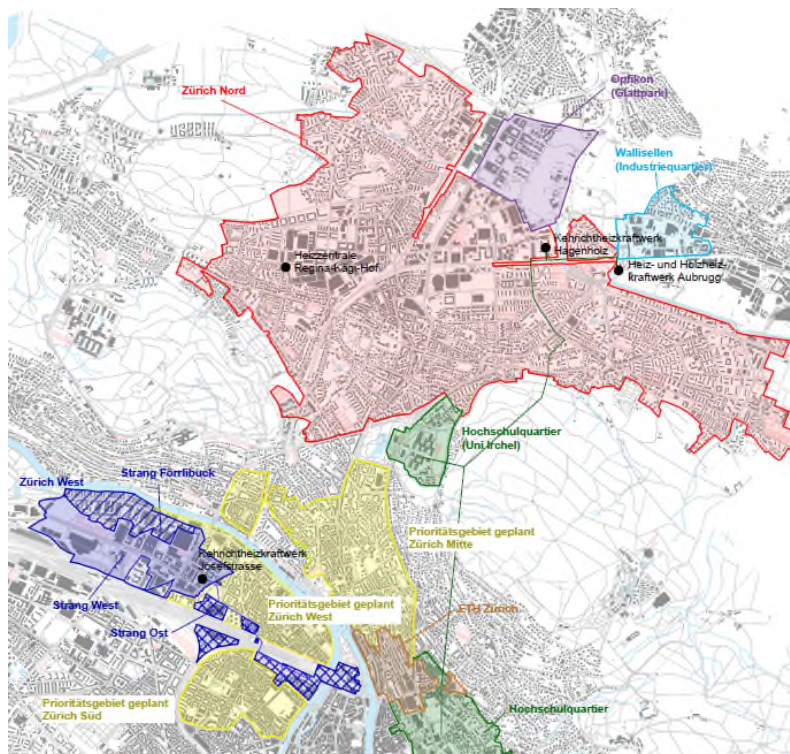 Opfikon
(Glattpark)
Zürich Nord
Wallisellen
(Industriequartier)
Kehrichtheizkraftwerk
Hagenholz
Heizzentrale
Regina-Kägi-Hof
Heiz- und Holzheiz-
kraftwerk Aubrugg
Hochschulquartier
(Uni Irchel)
Strang Förrlibuck
Zürich West
Prioritätsgebiet geplant
Zürich Mitte
Kehrichtheizkraftwerk
Josefstrasse
Prioritätsgebiet geplant
Zürich West
Strang West
ETH Zürich
Strang Ost
Prioritätsgebiet geplant
Zürich Süd
Hochschulquartier